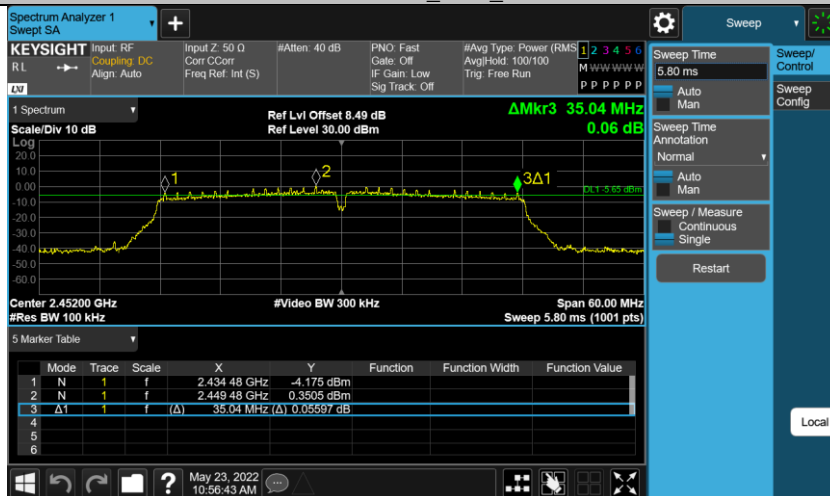 Spectrum Analyzer 1
Swept SA
+
Sweep
KEYSIGHT
RL
LXI
Input: RF
Coupling: DC
Align: Auto
Input Z: 50 Ω
Corr CCorr
Freq Ref: Int (S)
#Atten: 40 dB
PNO: Fast
Gate: Off
IF Gain: Low
Sig Track: Off
#Avg Type: Power (RMS
Avg|Hold: 100/100
Trig: Free Run
1 2 3 4 5 6
M W W W W W
P P P P P P
1 Spectrum
Scale/Div 10 dB
Ref Lvl Offset 8.49 dB
Ref Level 30.00 dBm
ΔMkr3 35.04 MHz
0.06 dB
Log
20.0
10.0
0.00
-10.0
-20.0
-30.0
-40.0
-50.0
-60.0
1
2
3Δ1
DL1 -5.65 dBm
Center 2.45200 GHz
#Res BW 100 kHz
#Video BW 300 kHz
Span 60.00 MHz
Sweep 5.80 ms (1001 pts)
5 Marker Table
Mode Trace Scale X Y Function Function Width Function Value
1 N 1 f 2.434 48 GHz -4.175 dBm
2 N 1 f 2.449 48 GHz 0.3505 dBm
3 Δ1 1 f (Δ) 35.04 MHz (Δ) 0.05597 dB
4
5
6
?
May 23, 2022
10:56:43 AM
Sweep Time
5.80 ms
Auto
Man
Sweep Time
Annotation
Normal
Auto
Man
Sweep / Measure
Continuous
Single
Restart
Sweep/
Control
Sweep
Config
Local